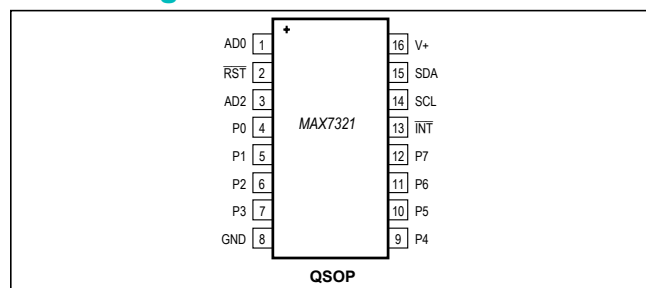 +
AD0 1 16 V+
RST 2 15 SDA
AD2 3 14 SCL
P0 4 MAX7321 13 INT
P1 5 12 P7
P2 6 11 P6
P3 7 10 P5
GND 8 9 P4
QSOP